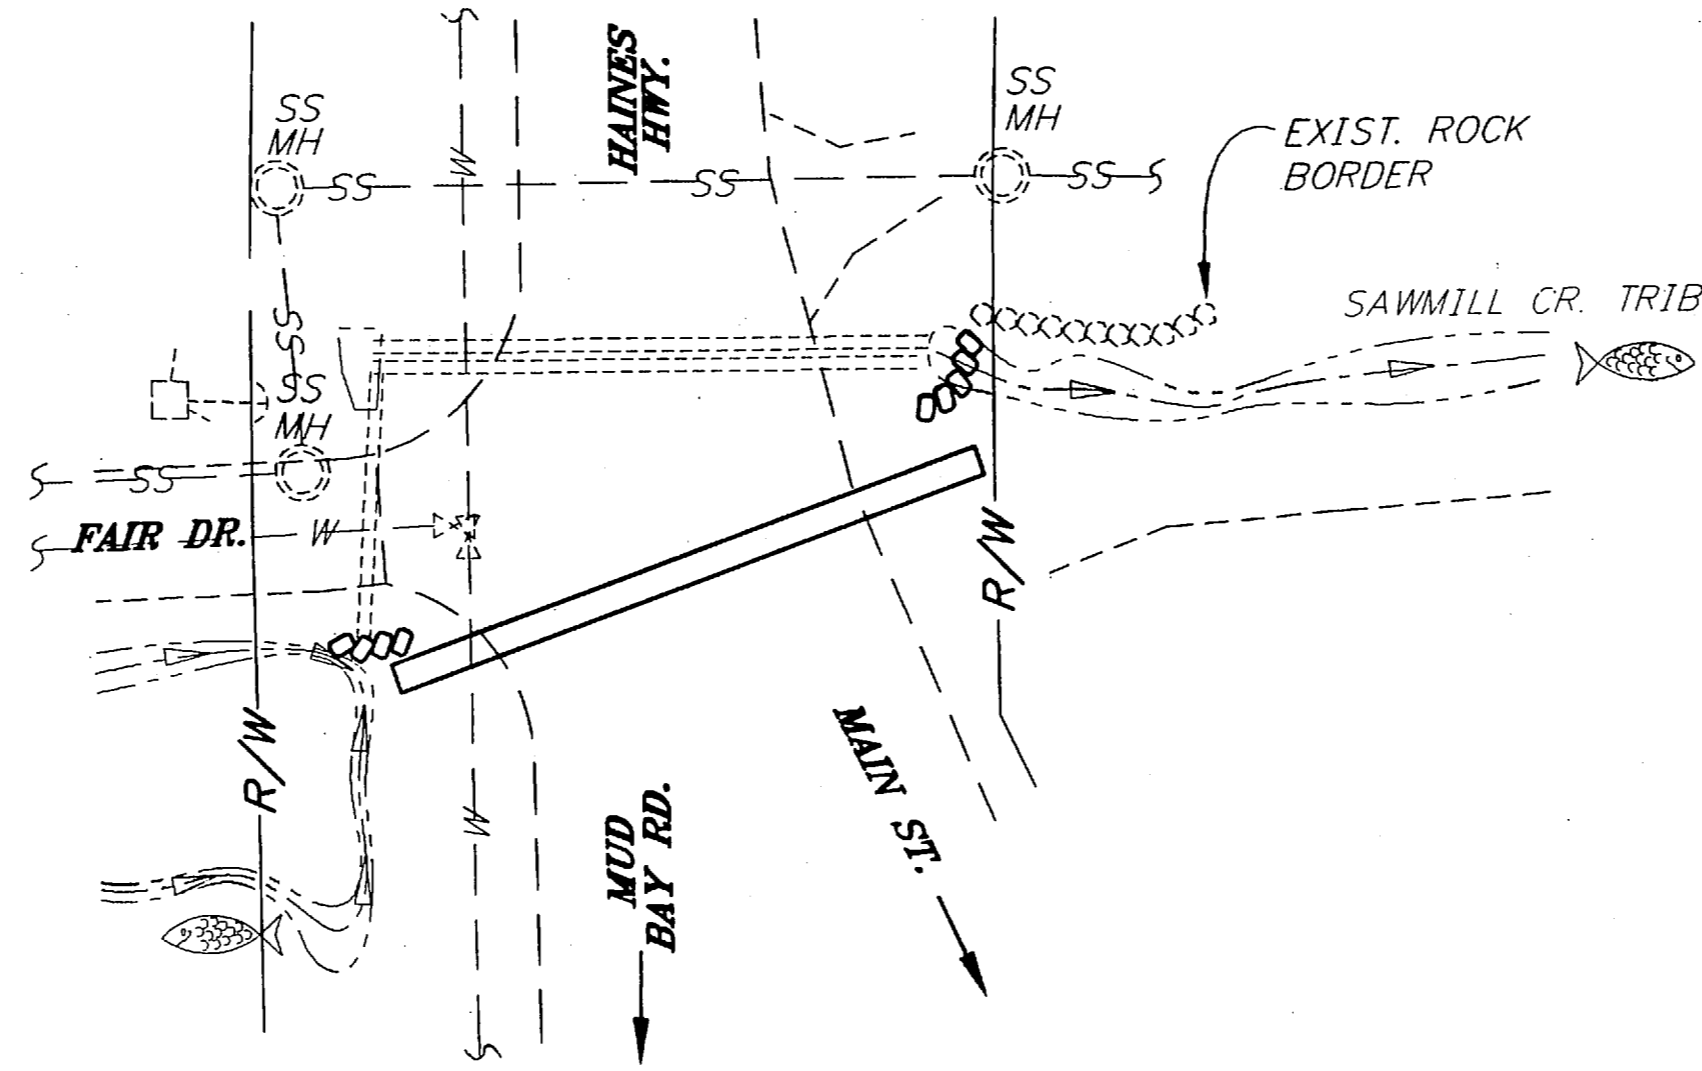 HAINES
HWY.
SS
MH
SS
MH
EXIST. ROCK
BORDER
W
SS
SS
SS
SS
SAWMILL CR. TRIB
SS
MH
SS
FAIR DR.
W
R/W
R/W
MAIN ST.
MUD
BAY RD.
W